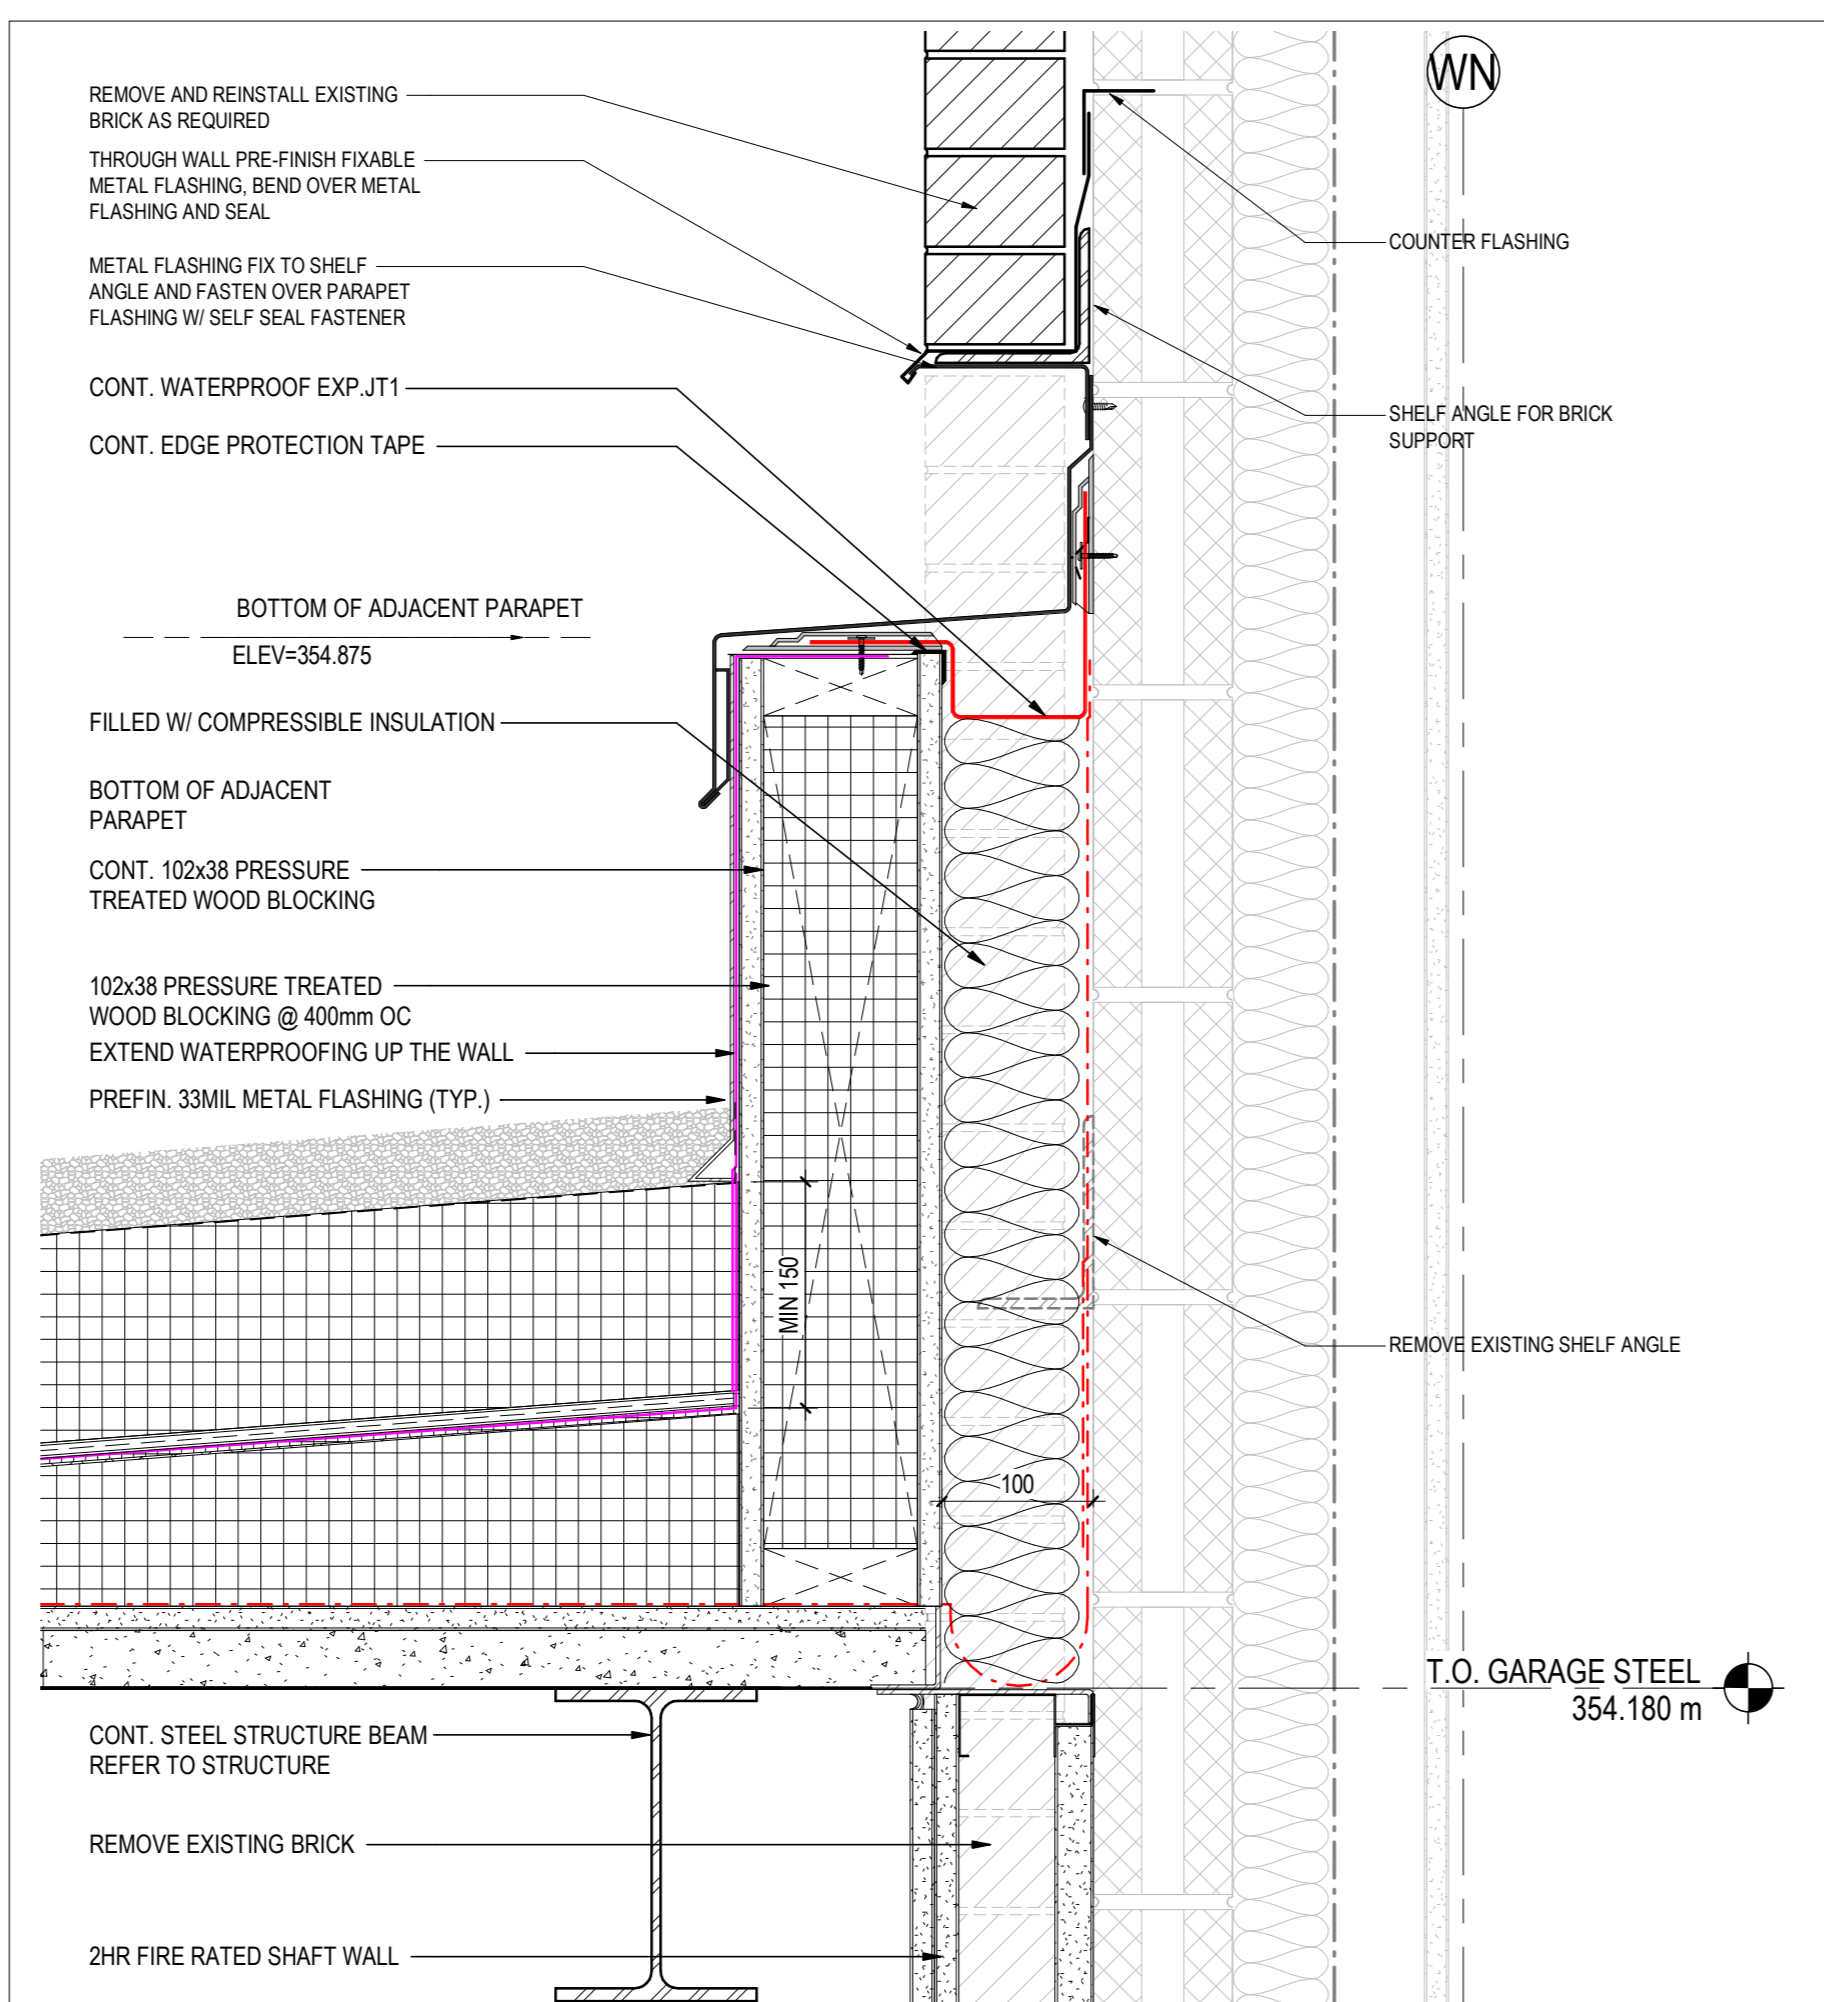 WN
REMOVE AND REINSTALL EXISTING
BRICK AS REQUIRED
THROUGH WALL PRE-FINISH FIXABLE
METAL FLASHING, BEND OVER METAL
FLASHING AND SEAL
COUNTER FLASHING
METAL FLASHING FIX TO SHELF
ANGLE AND FASTEN OVER PARAPET
FLASHING W/ SELF SEAL FASTENER
CONT. WATERPROOF EXP.JT1
SHELF ANGLE FOR BRICK
SUPPORT
CONT. EDGE PROTECTION TAPE
BOTTOM OF ADJACENT PARAPET
ELEV=354.875
FILLED W/ COMPRESSIBLE INSULATION
BOTTOM OF ADJACENT
PARAPET
CONT. 102x38 PRESSURE
TREATED WOOD BLOCKING
102x38 PRESSURE TREATED
WOOD BLOCKING @ 400mm OC
EXTEND WATERPROOFING UP THE WALL
PREFIN. 33MIL METAL FLASHING (TYP.)
MIN 150
REMOVE EXISTING SHELF ANGLE
100
T.O. GARAGE STEEL
354.180 m
CONT. STEEL STRUCTURE BEAM
REFER TO STRUCTURE
REMOVE EXISTING BRICK
2HR FIRE RATED SHAFT WALL